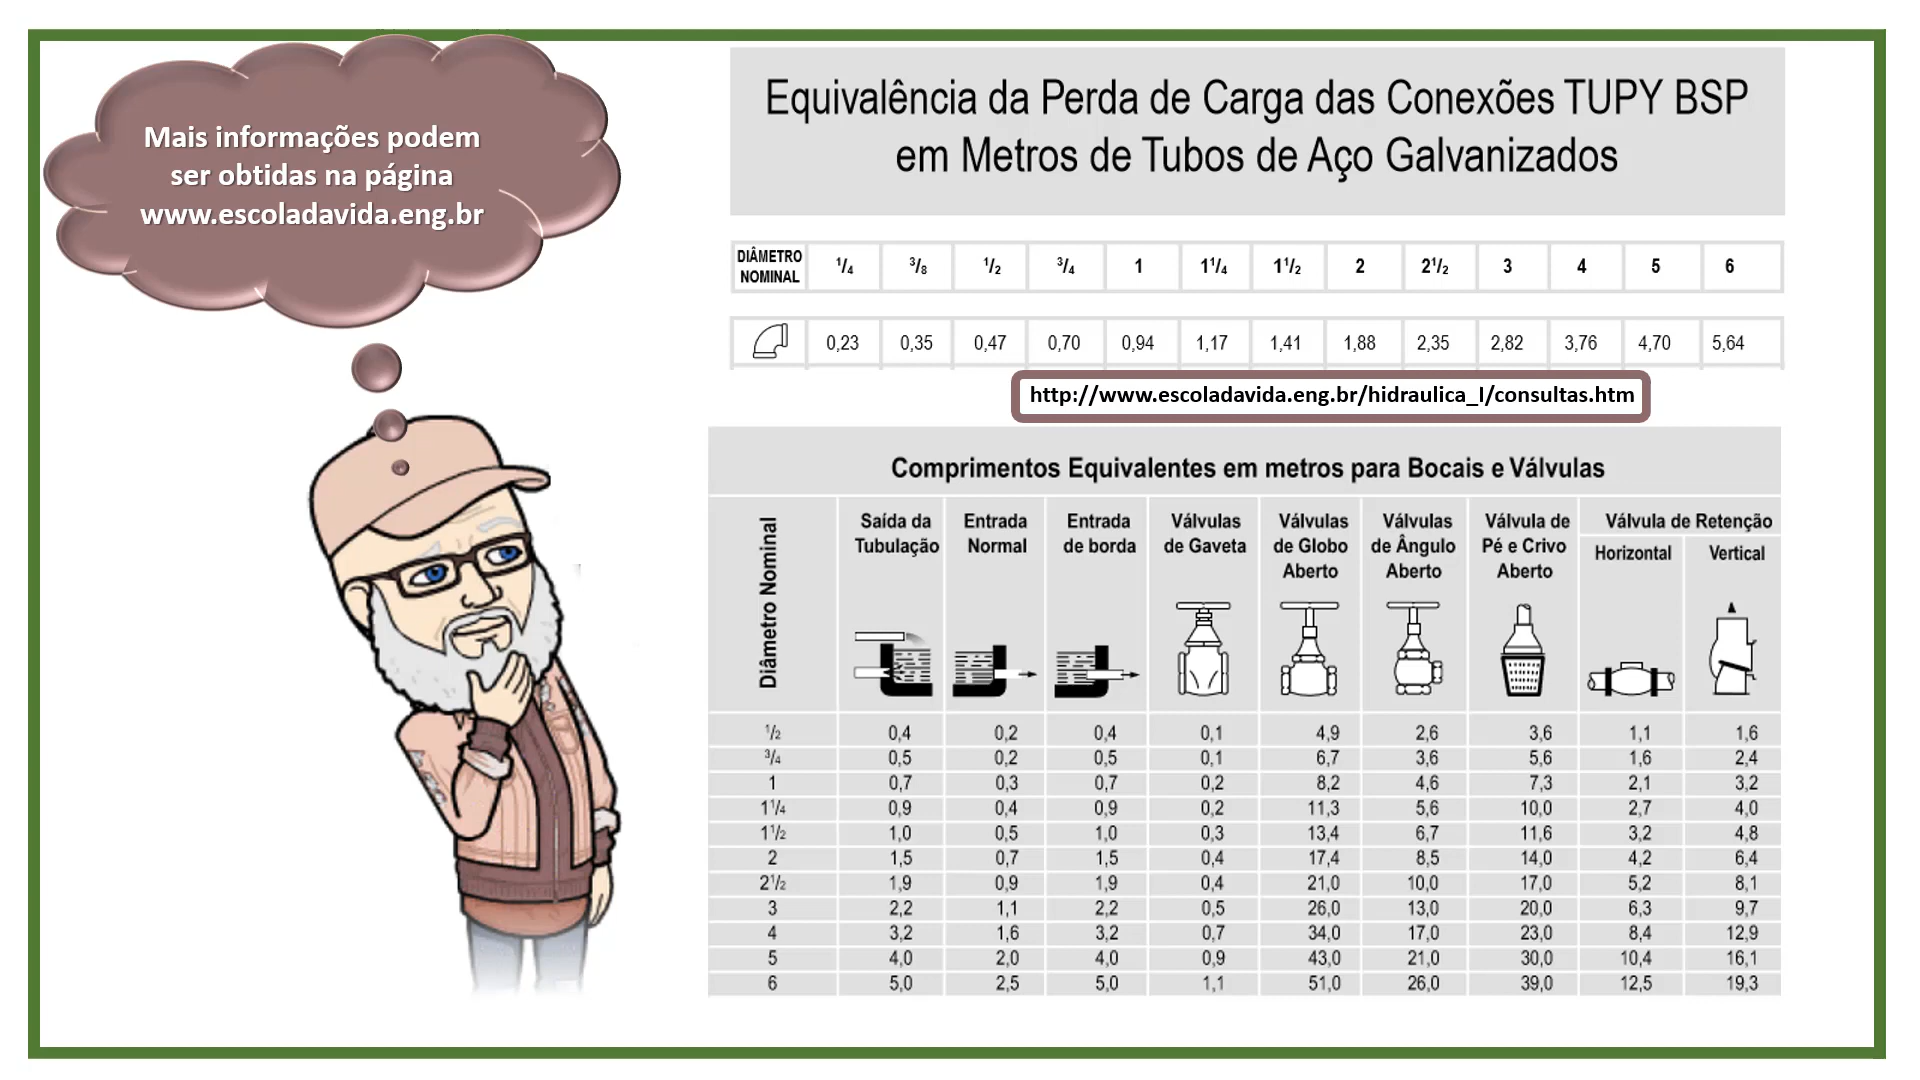 Mais informações podem
ser obtidas na página
www.escoladavida.eng.br
Equivalência da Perda de Carga das Conexões TUPY BSP
em Metros de Tubos de Aço Galvanizados
DIÂMETRO NOMINAL 1/4 3/8 1/2 3/4 1 1 1/4 1 1/2 2 2 1/2 3 4 5 6
0,23 0,35 0,47 0,70 0,94 1,17 1,41 1,88 2,35 2,82 3,76 4,70 5,64
http://www.escoladavida.eng.br/hidraulica_I/consultas.htm
Comprimentos Equivalentes em metros para Bocais e Válvulas
Diâmetro Nominal
Saída da Tubulação
Entrada Normal
Entrada de borda
Válvulas de Gaveta
Válvulas de Globo Aberto
Válvulas de Ângulo Aberto
Válvula de Pé e Crivo Aberto
Válvula de Retenção
Horizontal Vertical
1/2 0,4 0,2 0,4 0,1 4,9 2,6 3,6 1,1 1,6
3/4 0,5 0,2 0,5 0,1 6,7 3,6 5,6 1,6 2,4
1 0,7 0,3 0,7 0,2 8,2 4,6 7,3 2,1 3,2
1 1/4 0,9 0,4 0,9 0,2 11,3 5,6 10,0 2,7 4,0
1 1/2 1,0 0,5 1,0 0,3 13,4 6,7 11,6 3,2 4,8
2 1,5 0,7 1,5 0,4 17,4 8,5 14,0 4,2 6,4
2 1/2 1,9 0,9 1,9 0,4 21,0 10,0 17,0 5,2 8,1
3 2,2 1,1 2,2 0,5 26,0 13,0 20,0 6,3 9,7
4 3,2 1,6 3,2 0,7 34,0 17,0 23,0 8,4 12,9
5 4,0 2,0 4,0 0,9 43,0 21,0 30,0 10,4 16,1
6 5,0 2,5 5,0 1,1 51,0 26,0 39,0 12,5 19,3